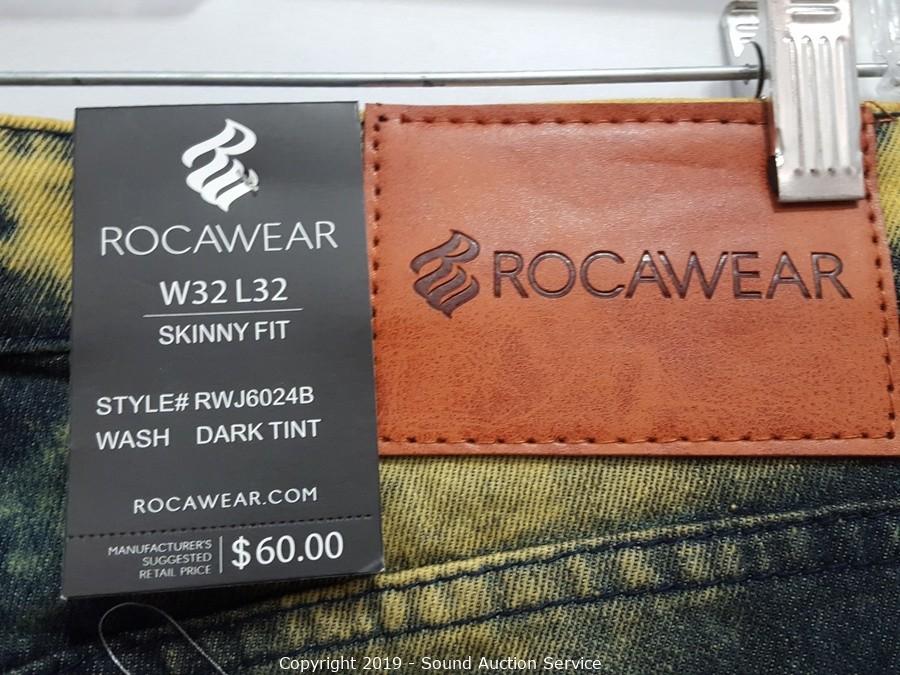 ROCAWEAR
W32 L32
SKINNY FIT
STYLE# RWJ6024B
WASH DARK TINT
ROCAWEAR.COM
MANUFACTURER'S
SUGGESTED
RETAIL PRICE
$60.00
ROCAWEAR
Copyright 2019 - Sound Auction Service